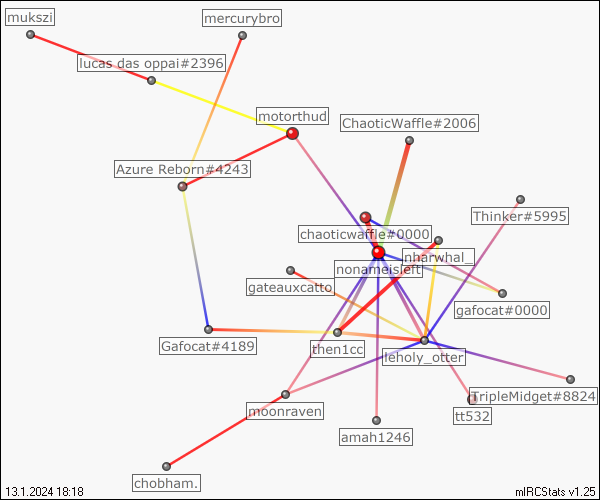 mukszi
mercurybro
lucas das oppai#2396
motorthud
ChaoticWaffle#2006
Azure Reborn#4243
Thinker#5995
chaoticwaffle#0000
nharwhal_
nonameisleft
gateauxcatto
gafocat#0000
Gafocat#4189
then1cc
lenoly_otter
TripleMidget#8824
moonraven
tt532
amah1246
chobham.
13.1.2024 18:18
mIRCStats v1.25